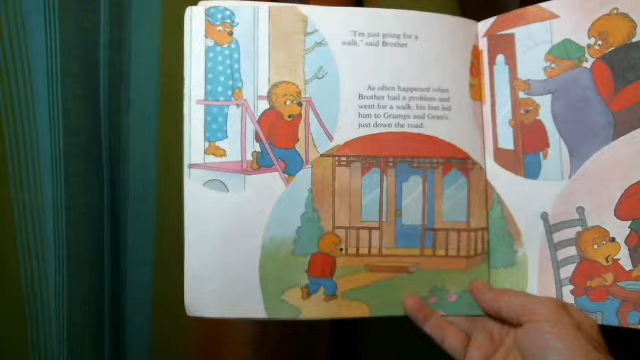 "I'm just going for a
walk," said Brother.
As often happened when
Brother had a problem and
went for a walk, his feet led
him to Gramps and Gran's
just down the road.